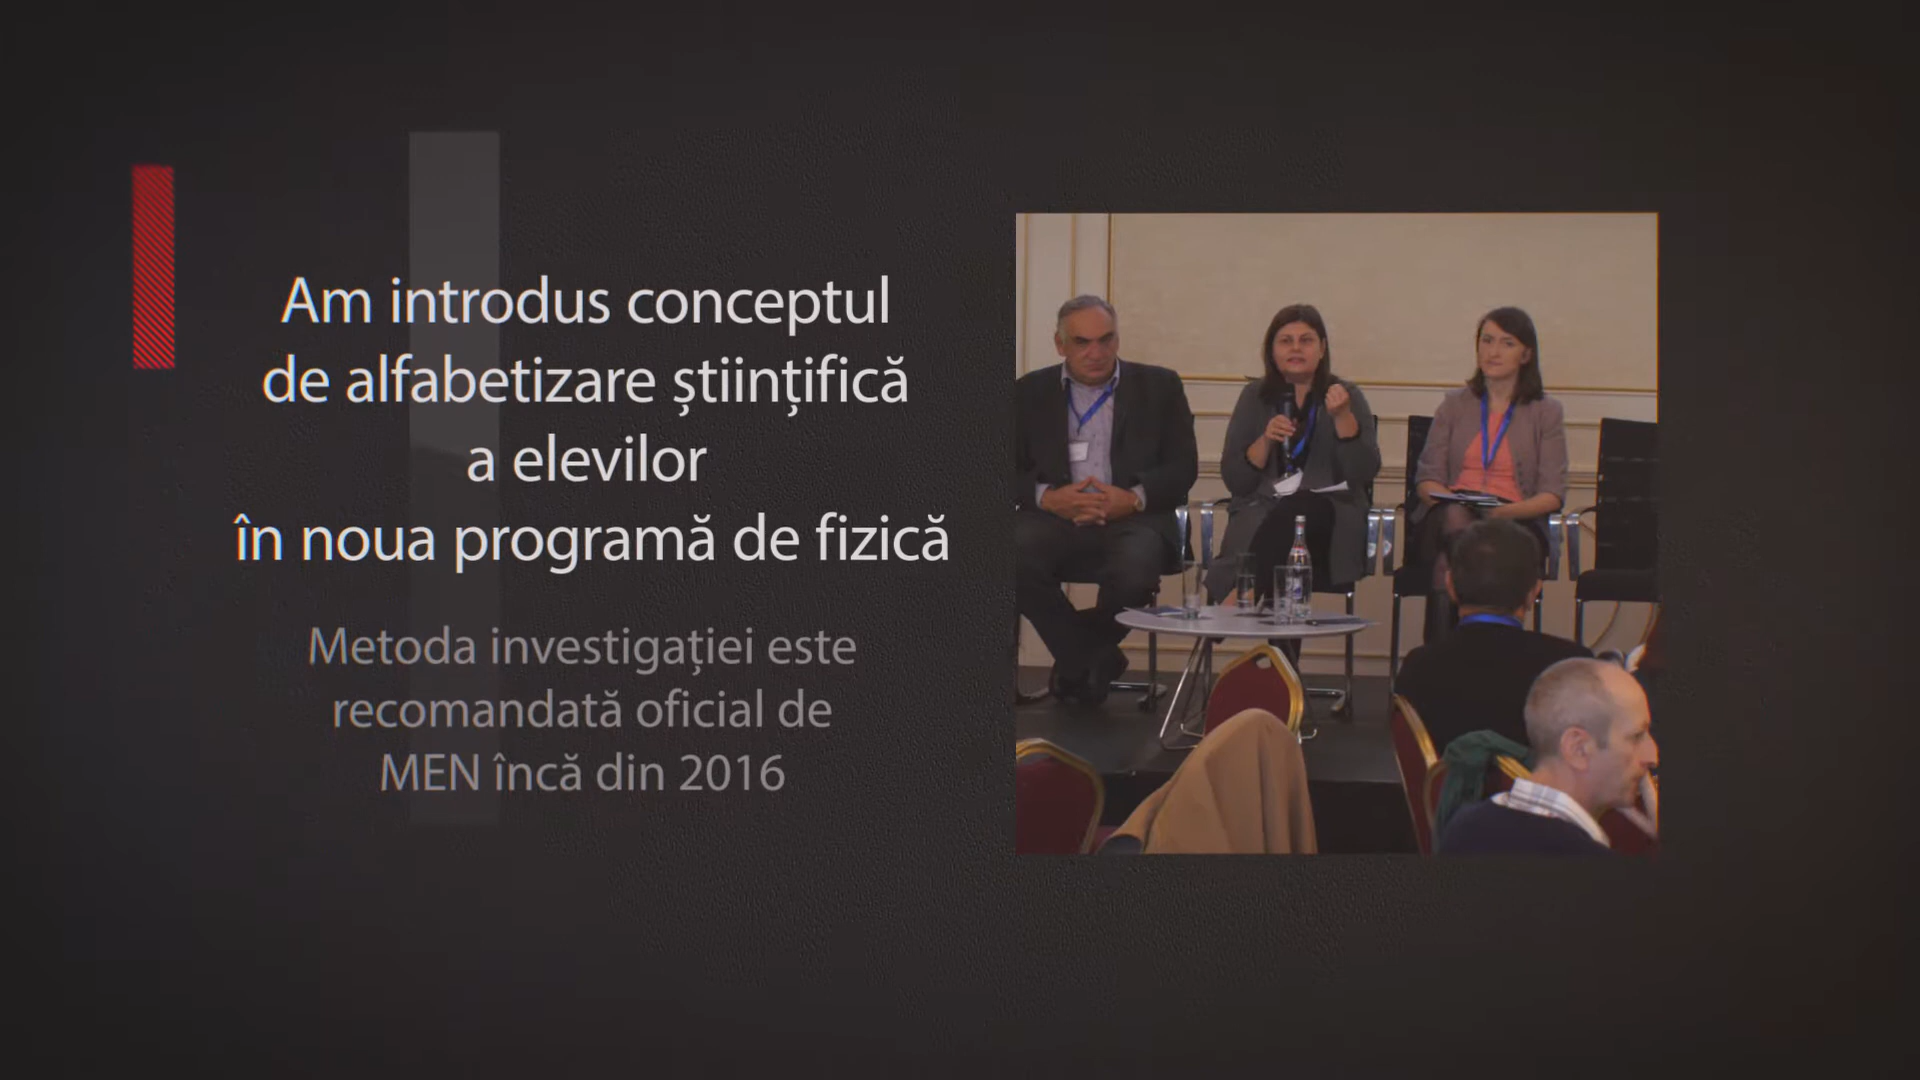 Am introdus conceptul
de alfabetizare științifică
a elevilor
în noua programă de fizică
Metoda investigației este
recomandată oficial de
MEN încă din 2016